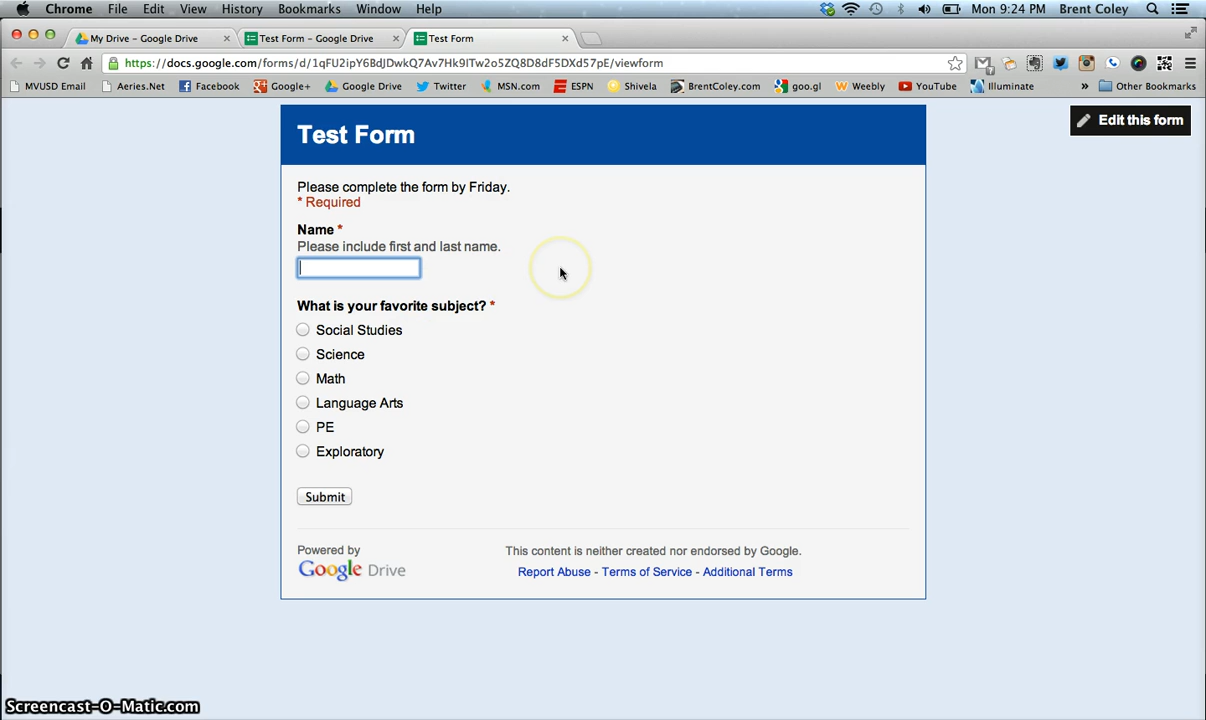 Chrome File Edit View History Bookmarks Window Help Mon 9:24 PM Brent Coley
My Drive – Google Drive Test Form – Google Drive Test Form
https://docs.google.com/forms/d/1qFU2ipY6BdJDwkQ7Av7Hk9ITw2o5ZQ8D8dF5DXd57pE/viewform
MVUSD Email Aeries.Net Facebook Google+ Google Drive Twitter MSN.com ESPN Shivela BrentColey.com goo.gl Weebly YouTube Illuminate » Other Bookmarks
Test Form
Edit this form
Please complete the form by Friday.
* Required
Name *
Please include first and last name.
What is your favorite subject? *
Social Studies
Science
Math
Language Arts
PE
Exploratory
Submit
Powered by
Google Drive
This content is neither created nor endorsed by Google.
Report Abuse - Terms of Service - Additional Terms
Screencast-O-Matic.com